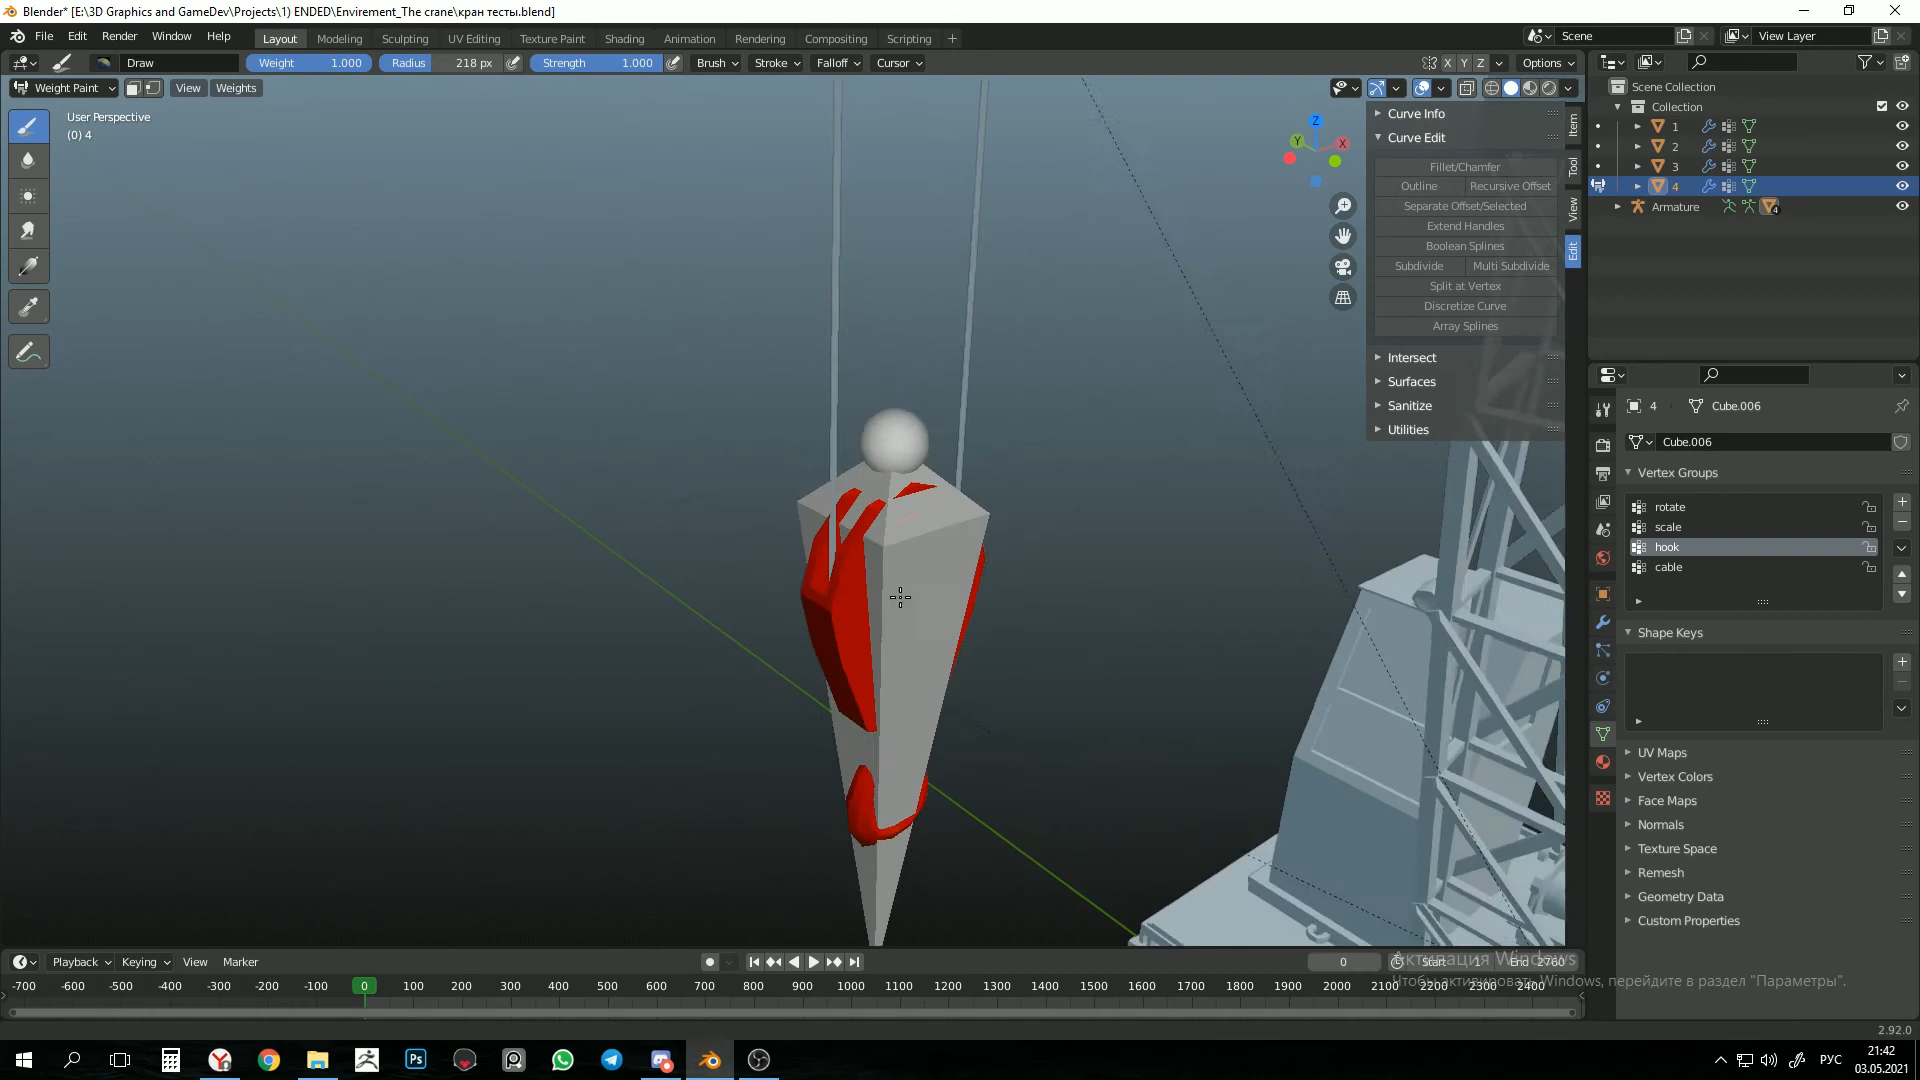 Blender* [E:\3D Graphics and GameDev\Projects\1) ENDED\Envirement_The crane\кран тесты.blend]
File Edit Render Window Help Layout Modeling Sculpting UV Editing Texture Paint Shading Animation Rendering Compositing Scripting + Scene View Layer
Draw Weight 1.000 Radius 218 px Strength 1.000 Brush Stroke Falloff Cursor X Y Z Options
Weight Paint View Weights
User Perspective
(0) 4
Z
Y
X
Curve Info
Curve Edit
Fillet/Chamfer
Outline Recursive Offset
Separate Offset/Selected
Extend Handles
Boolean Splines
Subdivide Multi Subdivide
Split at Vertex
Discretize Curve
Array Splines
Intersect
Surfaces
Sanitize
Utilities
Item
Tool
View
Edit
Scene Collection
Collection
1
2
3
4
Armature 4
4 Cube.006
Cube.006
Vertex Groups
rotate
scale
hook
cable
Shape Keys
UV Maps
Vertex Colors
Face Maps
Normals
Texture Space
Remesh
Geometry Data
Custom Properties
Playback Keying View Marker 0 Start 1 End 2760
Активация Windows
Чтобы активировать Windows, перейдите в раздел "Параметры".
-700 -600 -500 -400 -300 -200 -100 0 100 200 300 400 500 600 700 800 900 1000 1100 1200 1300 1400 1500 1600 1700 1800 1900 2000 2100 2200 2300 2400
2.92.0
Ps
РУС
21:42
03.05.2021